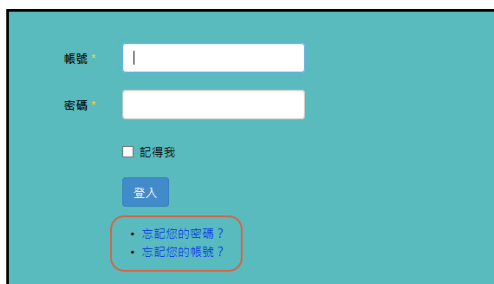 帳號 *
密碼 *
記得我
登入
• 忘記您的密碼？
• 忘記您的帳號？